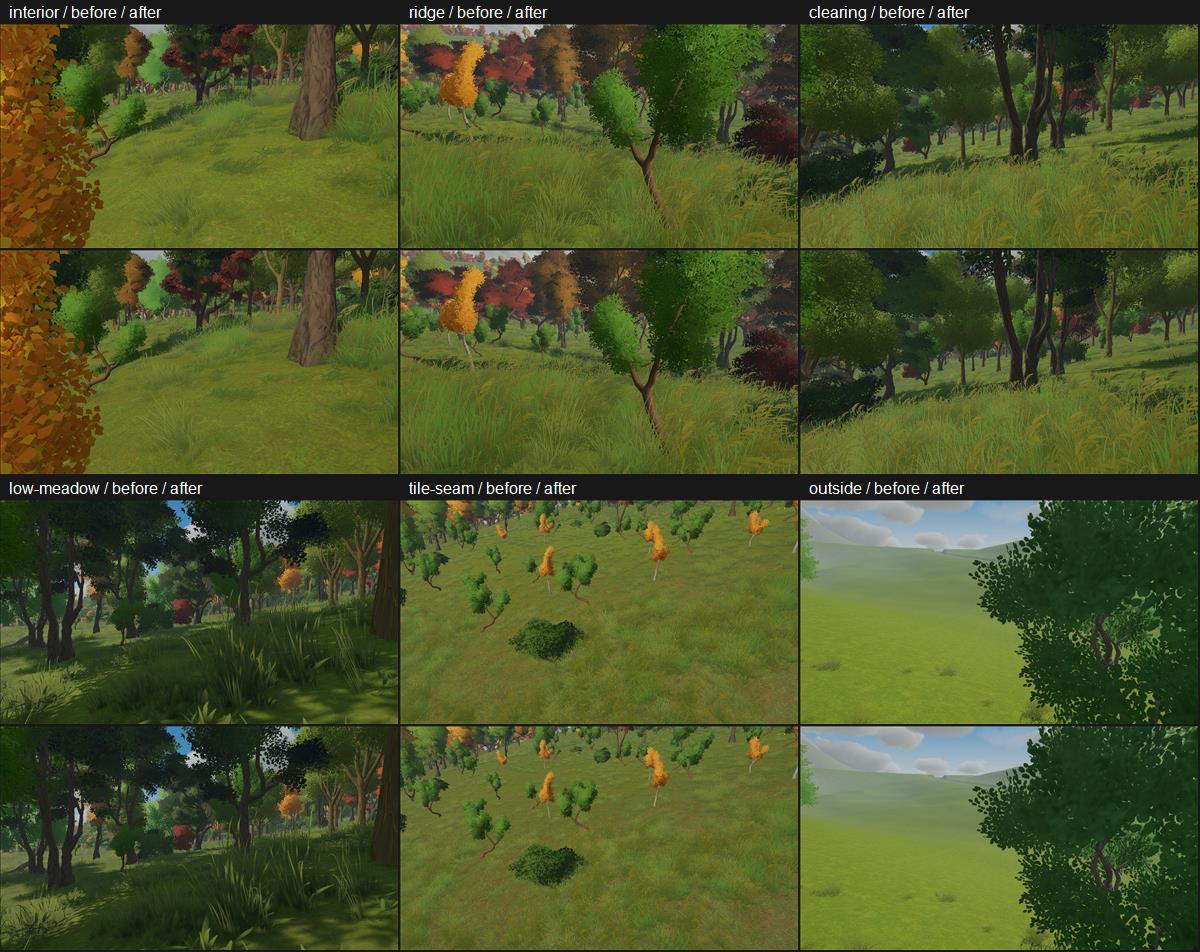 interior / before / after
ridge / before / after
clearing / before / after
low-meadow / before / after
tile-seam / before / after
outside / before / after